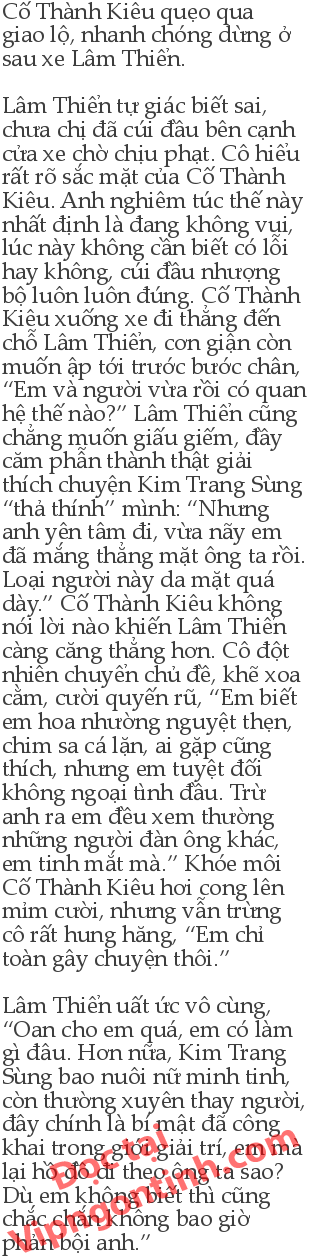 Cố Thành Kiêu quẹo qua
giao lộ, nhanh chóng dừng ở
sau xe Lâm Thiển.
Lâm Thiển tự giác biết sai,
chưa chị đã cúi đầu bên cạnh
cửa xe chờ chịu phạt. Cô hiểu
rất rõ sắc mặt của Cố Thành
Kiêu. Anh nghiêm túc thế này
nhất định là đang không vui,
lúc này không cần biết có lỗi
hay không, cúi đầu nhượng
bộ luôn luôn đúng. Cố Thành
Kiêu xuống xe đi thẳng đến
chỗ Lâm Thiển, cơn giận còn
muốn ập tới trước bước chân,
“Em và người vừa rồi có quan
hệ thế nào?” Lâm Thiển cũng
chẳng muốn giấu giếm, đầy
căm phẫn thành thật giải
thích chuyện Kim Trang Sùng
“thả thính” mình: “Nhưng
anh yên tâm đi, vừa nãy em
đã mắng thẳng mặt ông ta rồi.
Loại người này da mặt quá
dày.” Cố Thành Kiêu không
nói lời nào khiến Lâm Thiển
càng căng thẳng hơn. Cô đột
nhiên chuyển chủ đề, khẽ xoa
cằm, cười quyến rũ, “Em biết
em hoa nhường nguyệt thẹn,
chim sa cá lặn, ai gặp cũng
thích, nhưng em tuyệt đối
không ngoại tình đâu. Trừ
anh ra em đều xem thường
những người đàn ông khác,
em tinh mắt mà.” Khóe môi
Cố Thành Kiêu hơi cong lên
mỉm cười, nhưng vẫn trừng
cô rất hung hăng, “Em chỉ
toàn gây chuyện thôi.”
Lâm Thiển uất ức vô cùng,
“Oan cho em quá, em có làm
gì đâu. Hơn nữa, Kim Trang
Sùng bao nuôi nữ minh tinh,
còn thường xuyên thay người,
đây chính là bí mật đã công
khai trong giới giải trí, em mà
lại hồ đồ đi theo ông ta sao?
Dù em không biết thì cũng
chắc chắn không bao giờ
phản bội anh.”
Đọc tại
Vipngontinh.com